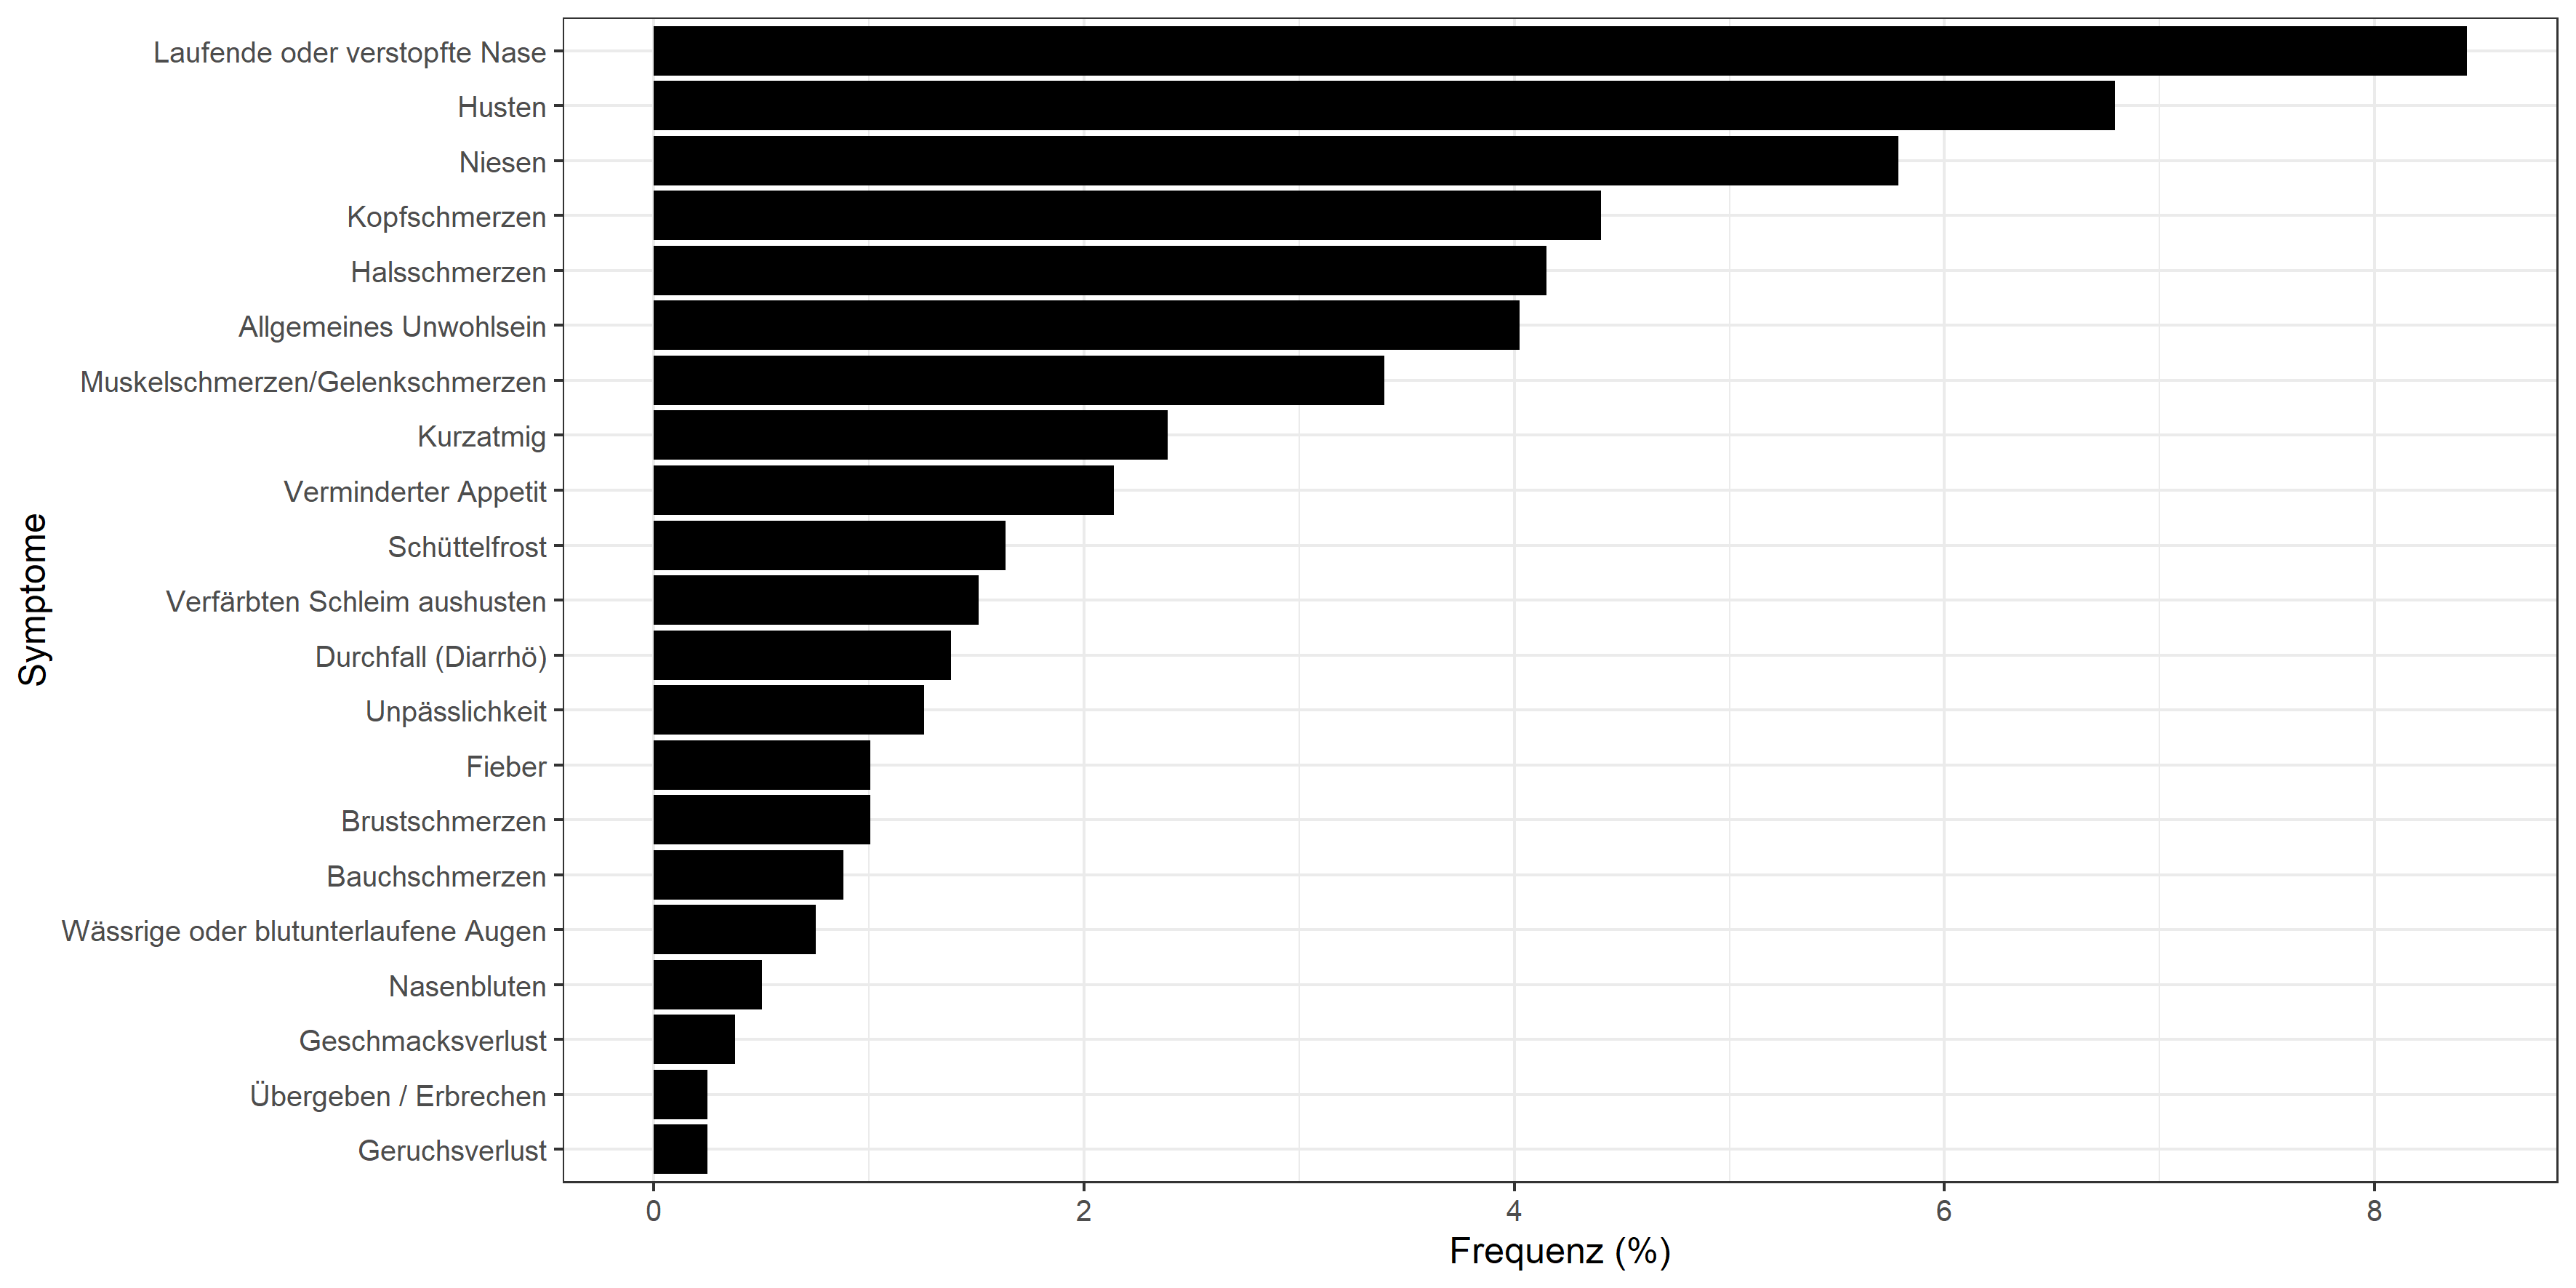 Symptome
Laufende oder verstopfte Nase
Husten
Niesen
Kopfschmerzen
Halsschmerzen
Allgemeines Unwohlsein
Muskelschmerzen/Gelenkschmerzen
Kurzatmig
Verminderter Appetit
Schüttelfrost
Verfärbten Schleim aushusten
Durchfall (Diarrhö)
Unpässlichkeit
Fieber
Brustschmerzen
Bauchschmerzen
Wässrige oder blutunterlaufene Augen
Nasenbluten
Geschmacksverlust
Übergeben / Erbrechen
Geruchsverlust
0 2 4 6 8
Frequenz (%)